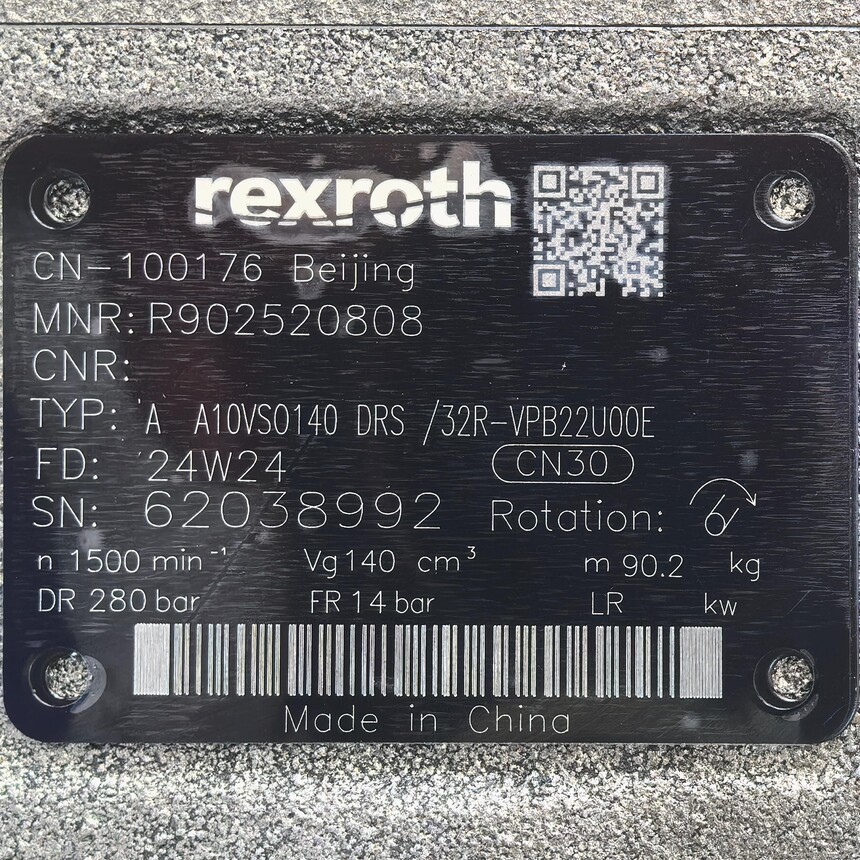 rexroth
CN-100176 Beijing
MNR: R902520808
CNR:
TYP: A A10VSO140 DRS /32R-VPB22U00E
FD: 24W24 CN30
SN: 62038992 Rotation:
n 1500 min⁻¹ Vg 140 cm³ m 90.2 kg
DR 280 bar FR 14 bar LR kw
Made in China